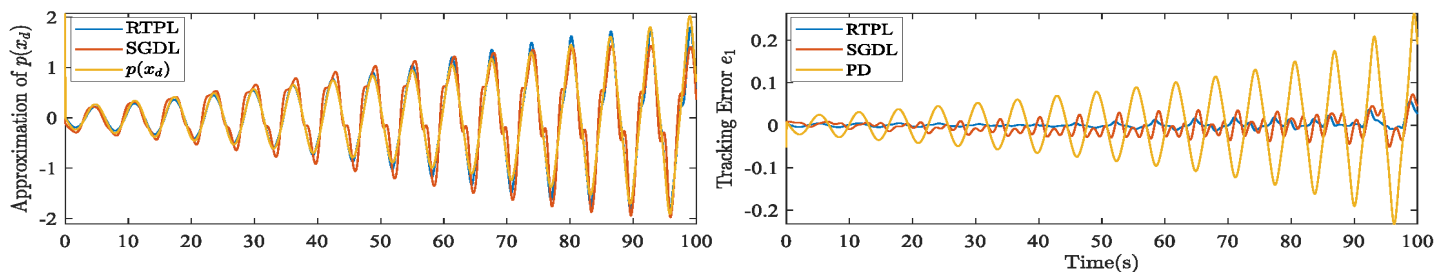 Approximation of p(x_d)
2
1
0
-1
-2
RTPL
SGDL
p(x_d)
0 10 20 30 40 50 60 70 80 90 100
Tracking Error e_1
0.2
0.1
0
-0.1
-0.2
RTPL
SGDL
PD
0 10 20 30 40 50 60 70 80 90 100
Time(s)